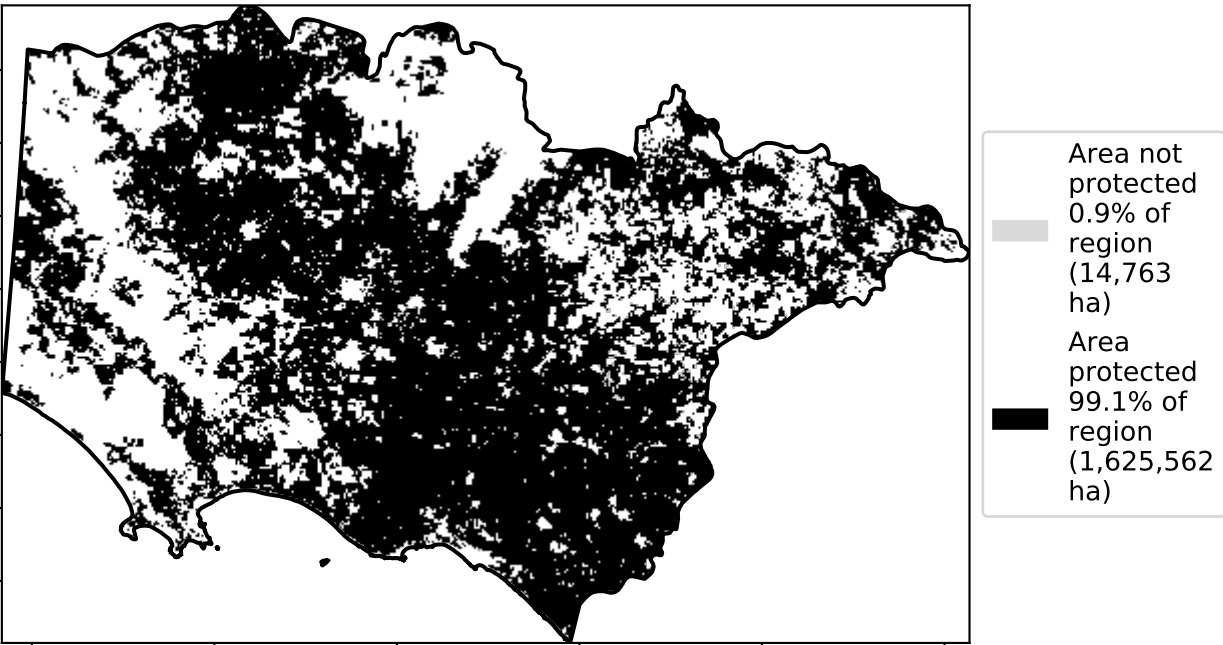 Area not
protected
0.9% of
region
(14,763
ha)
Area
protected
99.1% of
region
(1,625,562
ha)